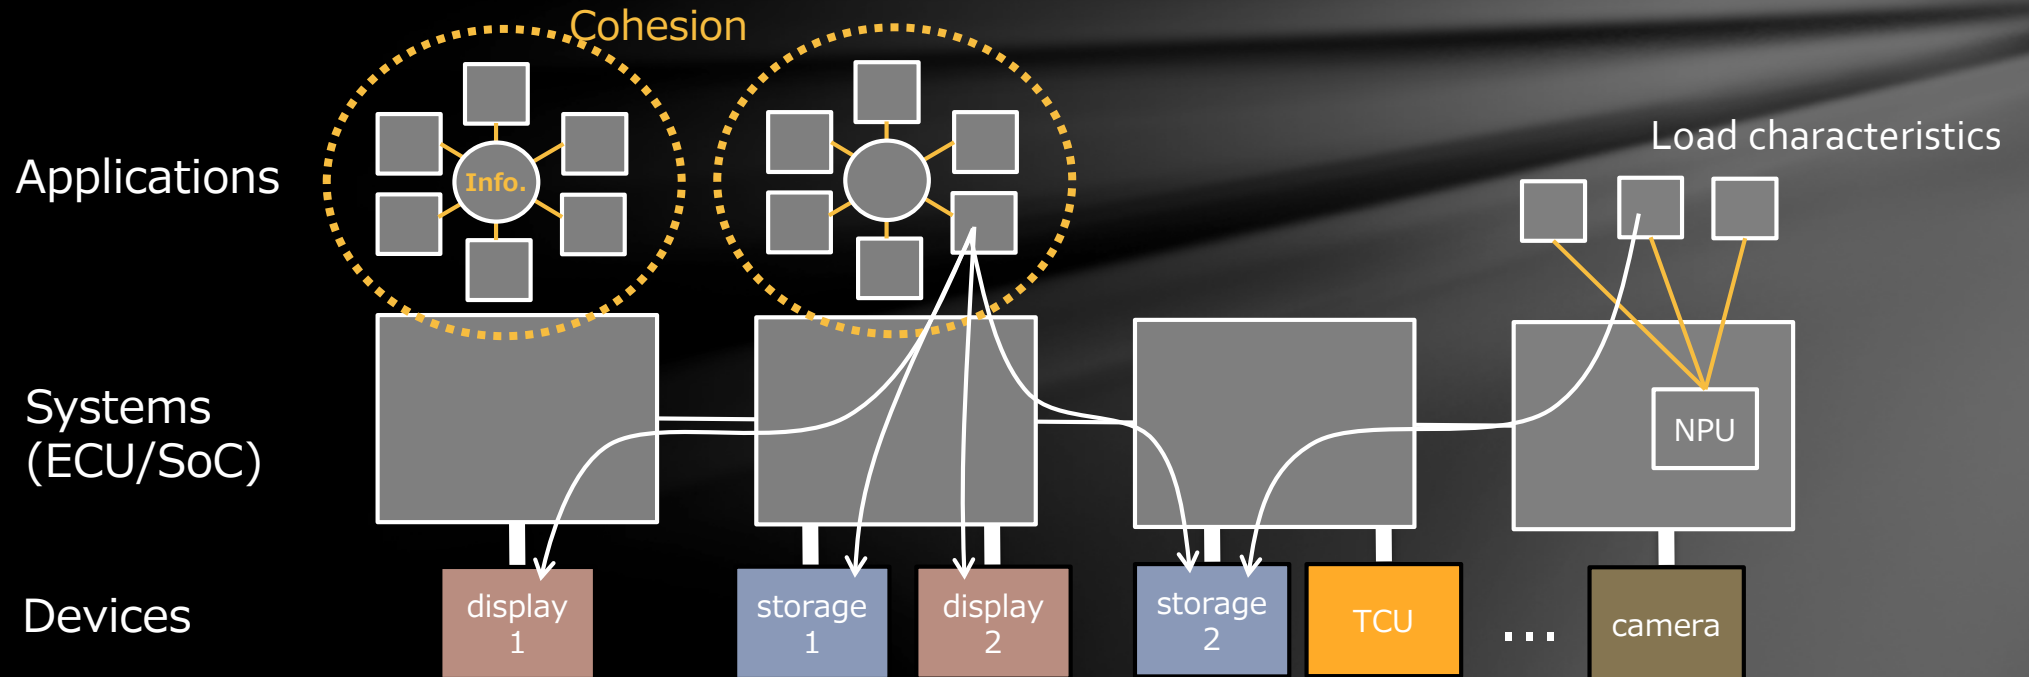 Cohesion
Load characteristics
Applications
Info.
Systems
(ECU/SoC)
NPU
Devices
display
1
storage
1
display
2
storage
2
TCU
...
camera